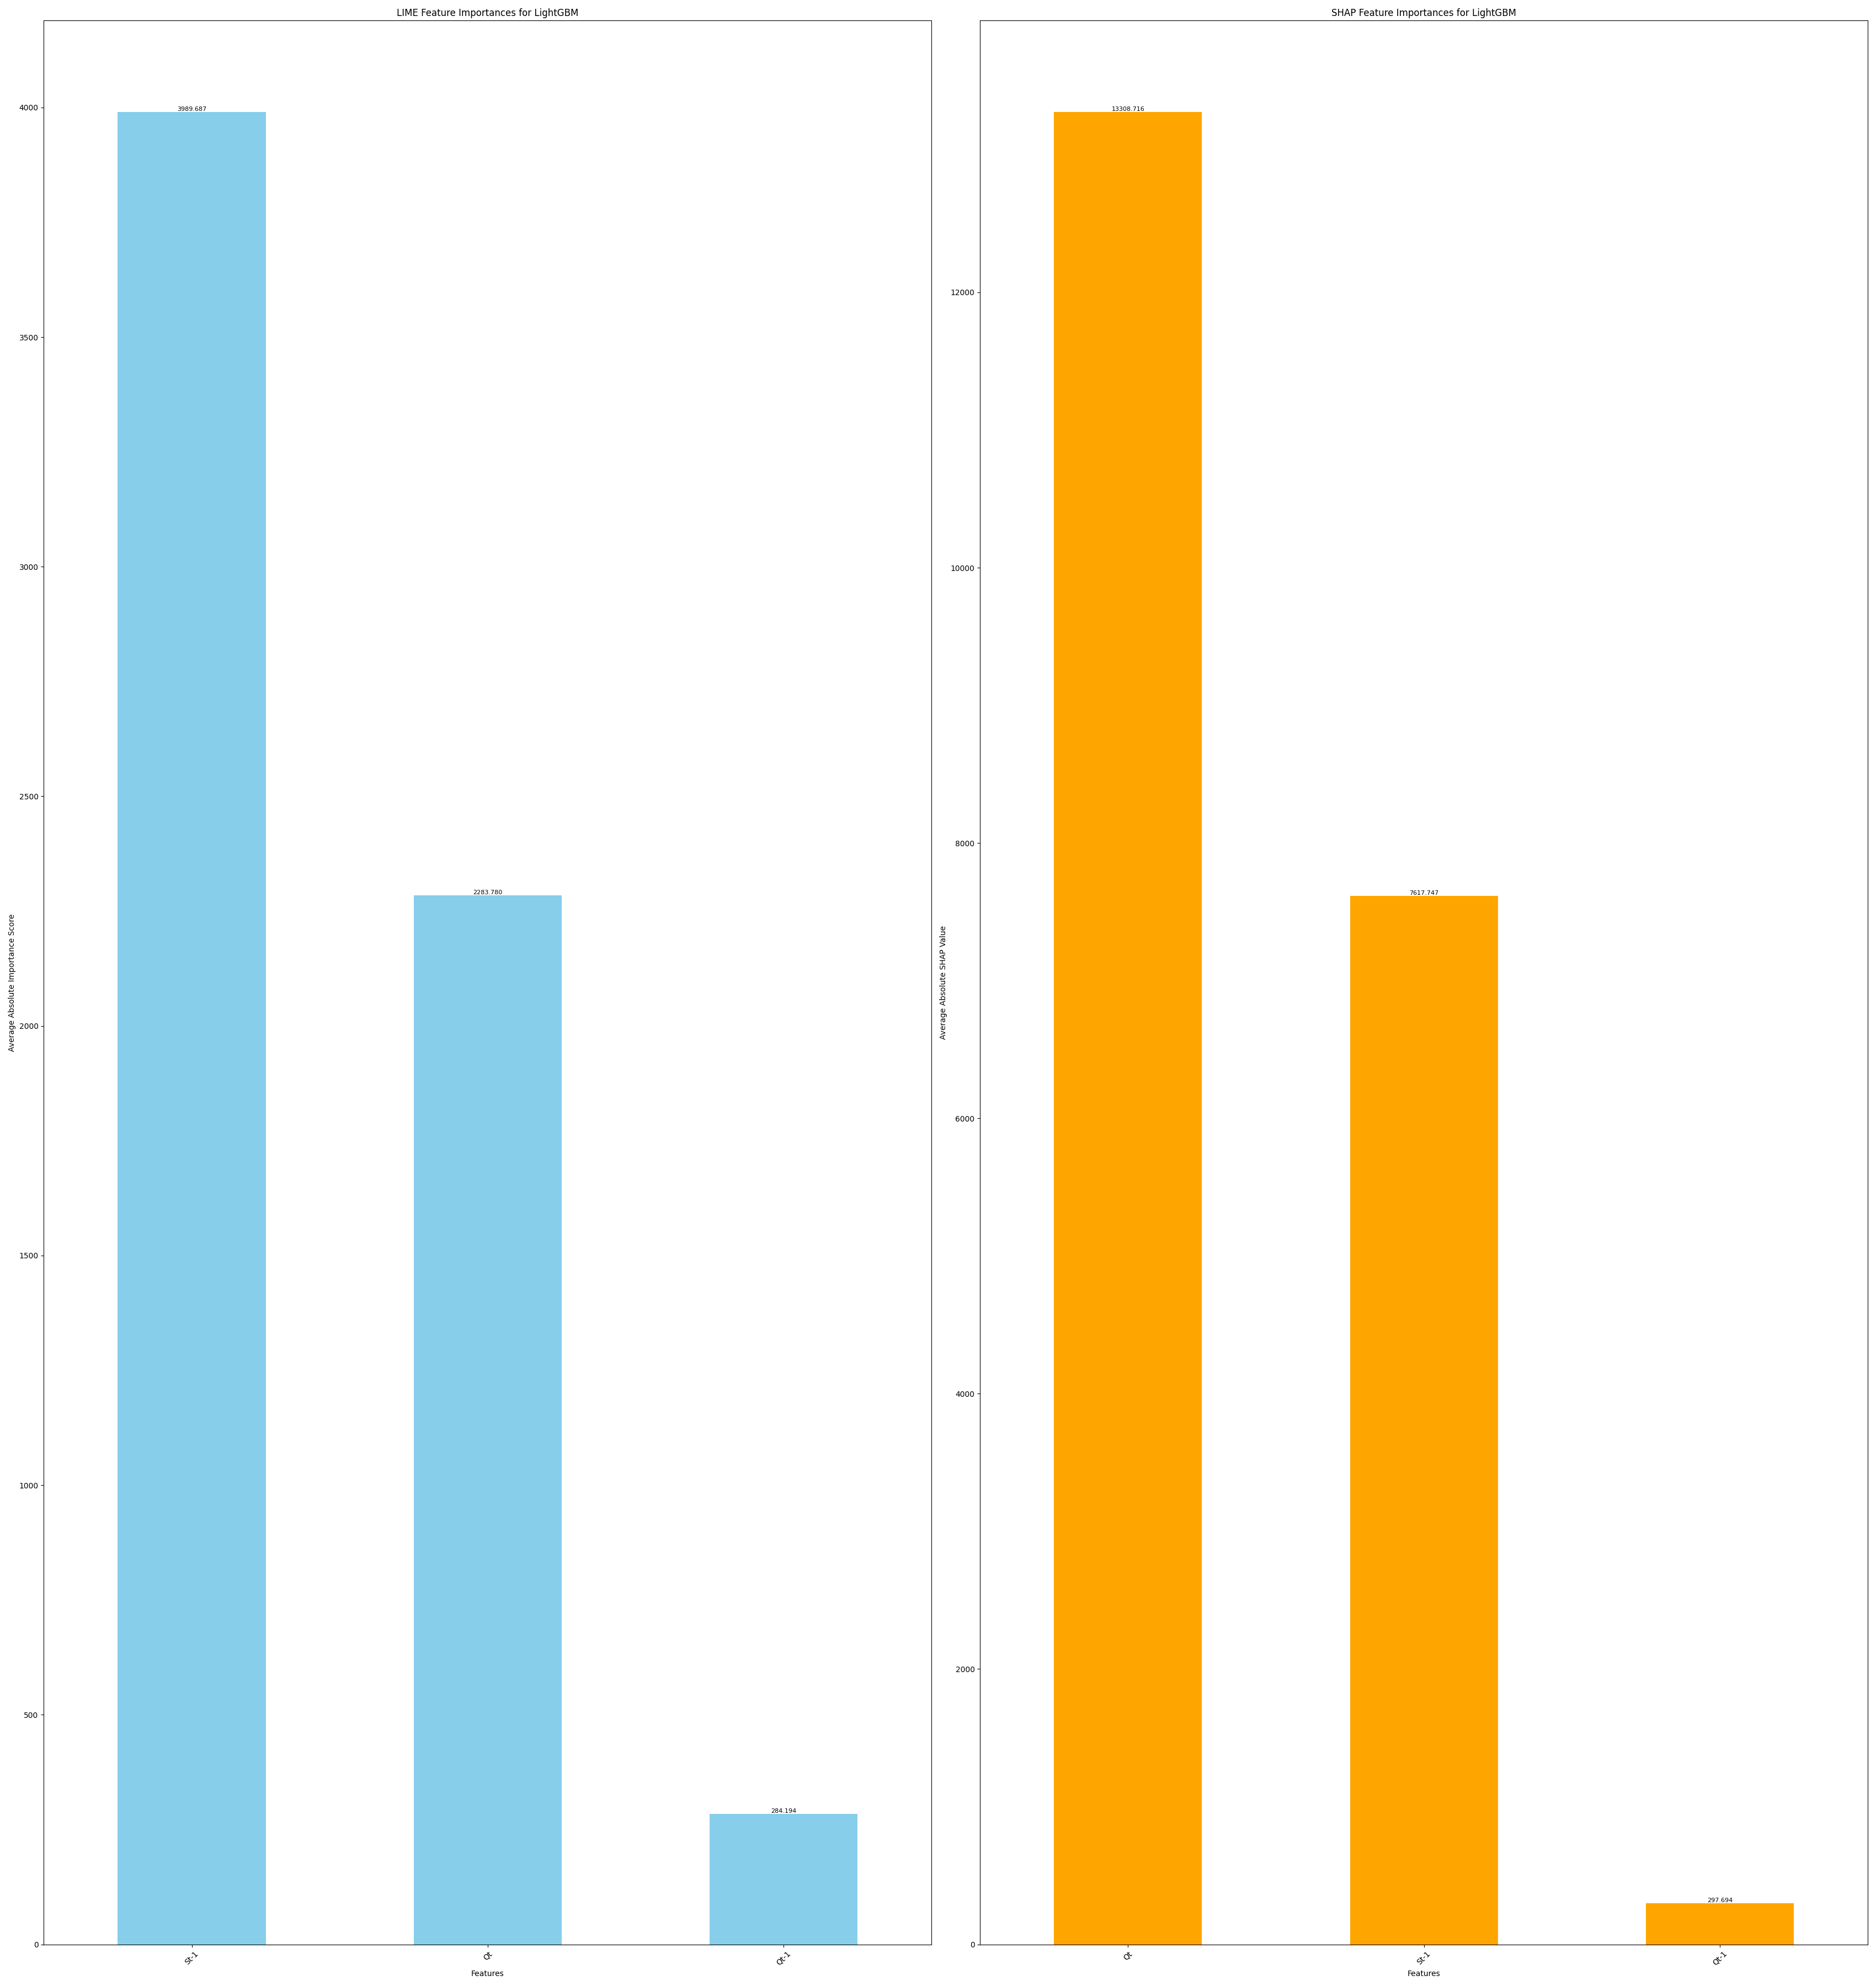 LIME Feature Importances for LightGBM
Average Absolute Importance Score
4000
3500
3000
2500
2000
1500
1000
500
0
3989.687
2283.780
284.194
St-1
Qt
Qt-1
Features
SHAP Feature Importances for LightGBM
Average Absolute SHAP Value
12000
10000
8000
6000
4000
2000
0
13308.716
7617.747
297.694
Qt
St-1
Qt-1
Features